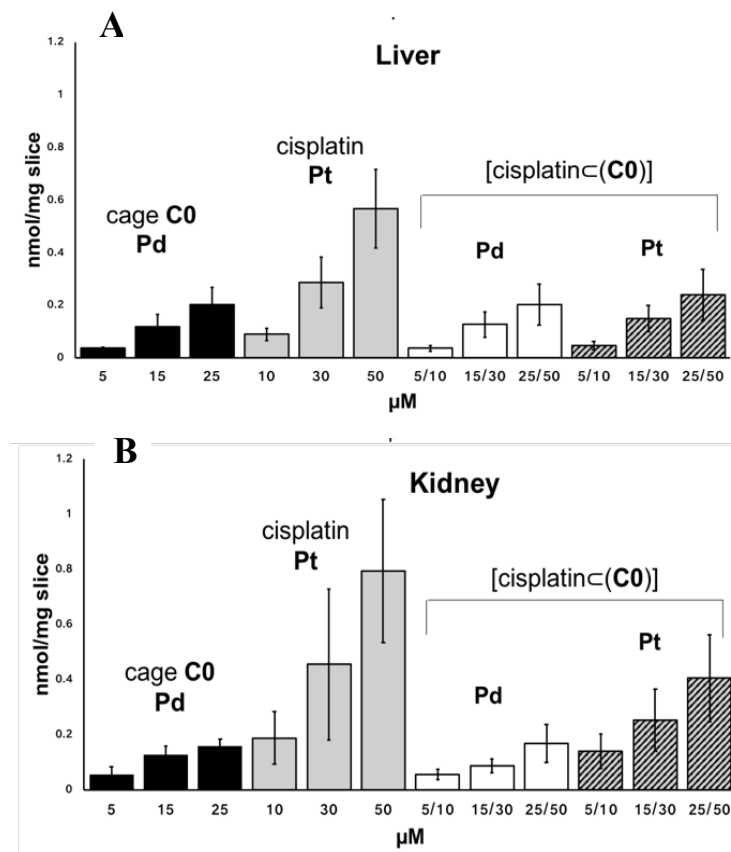 A
Liver
nmol/mg slice
1.2
1
0.8
0.6
0.4
0.2
0
cage C0
Pd
cisplatin
Pt
[cisplatin⊂(C0)]
Pd
Pt
5 15 25 10 30 50 5/10 15/30 25/50 5/10 15/30 25/50
µM
B
Kidney
nmol/mg slice
1.2
1
0.8
0.6
0.4
0.2
0
cage C0
Pd
cisplatin
Pt
[cisplatin⊂(C0)]
Pd
Pt
5 15 25 10 30 50 5/10 15/30 25/50 5/10 15/30 25/50
µM